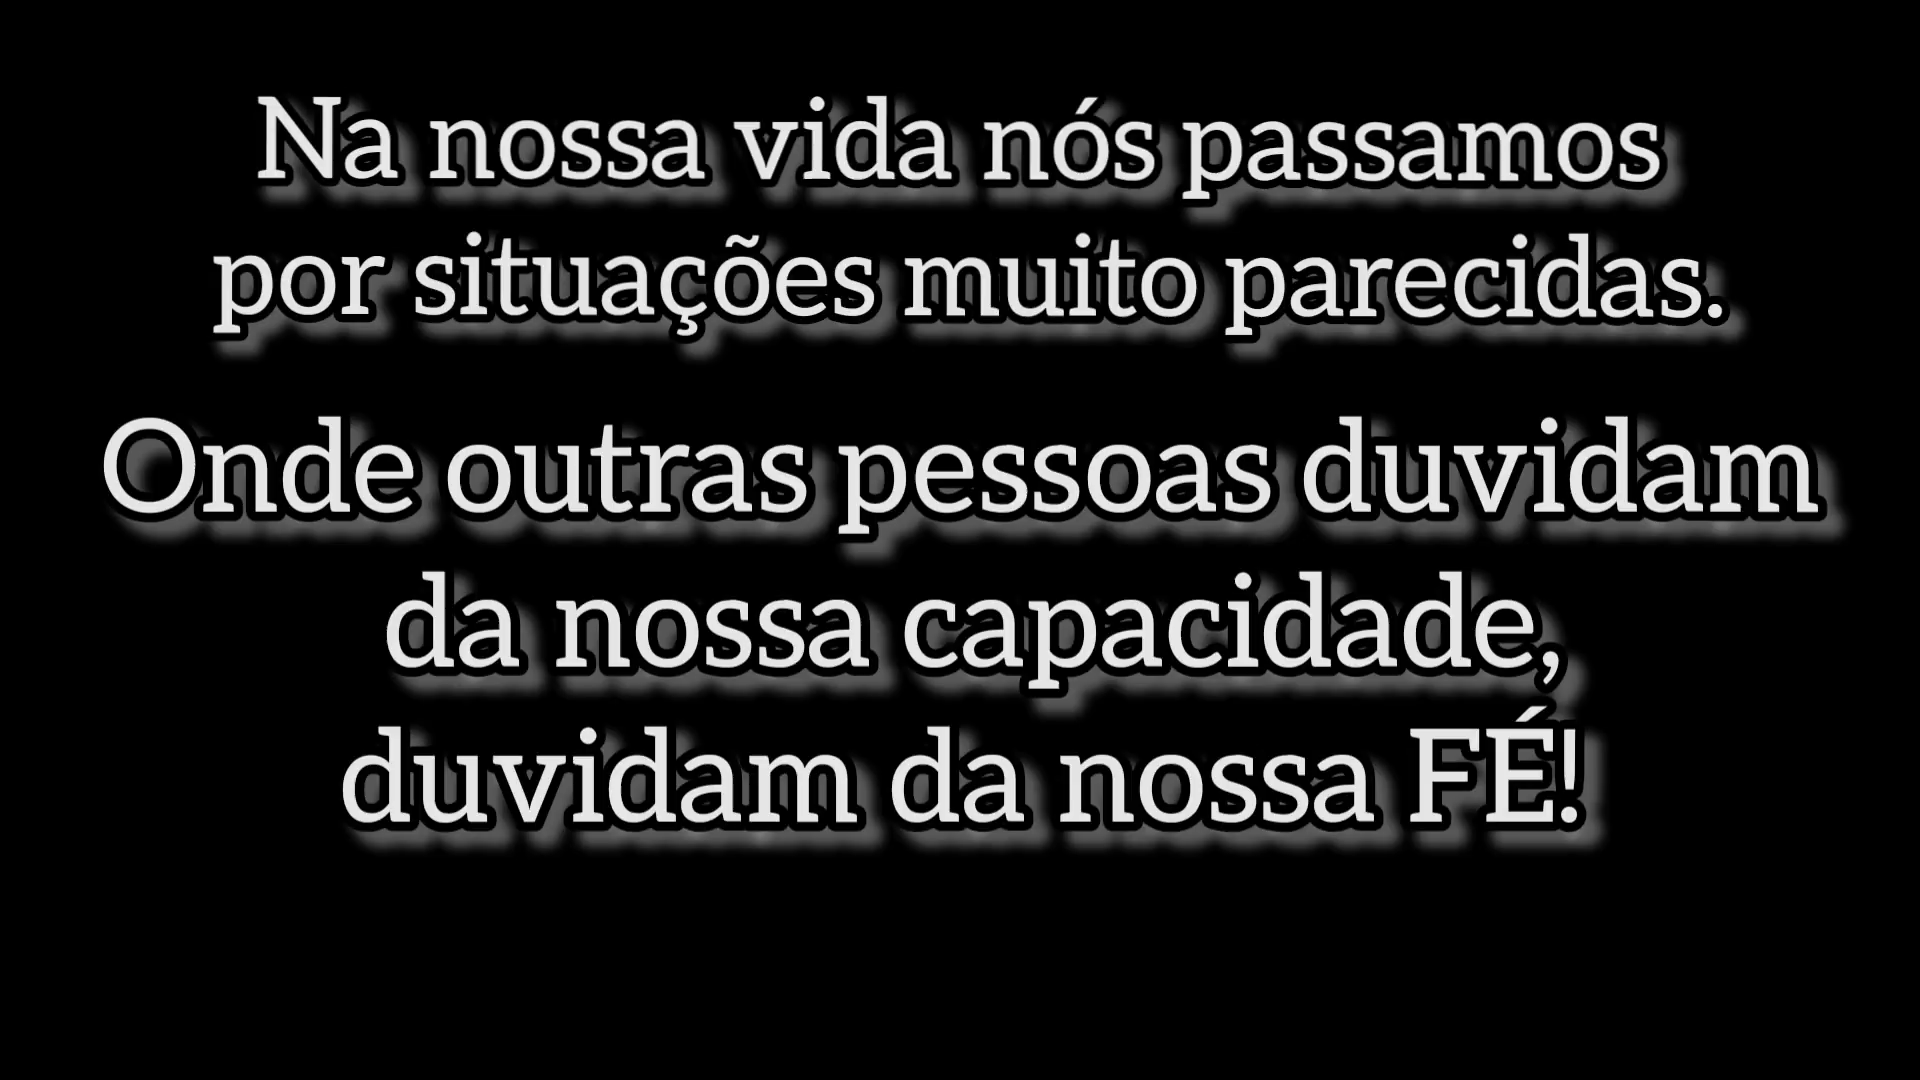 Na nossa vida nós passamos
por situações muito parecidas.
Onde outras pessoas duvidam
da nossa capacidade,
duvidam da nossa FÉ!